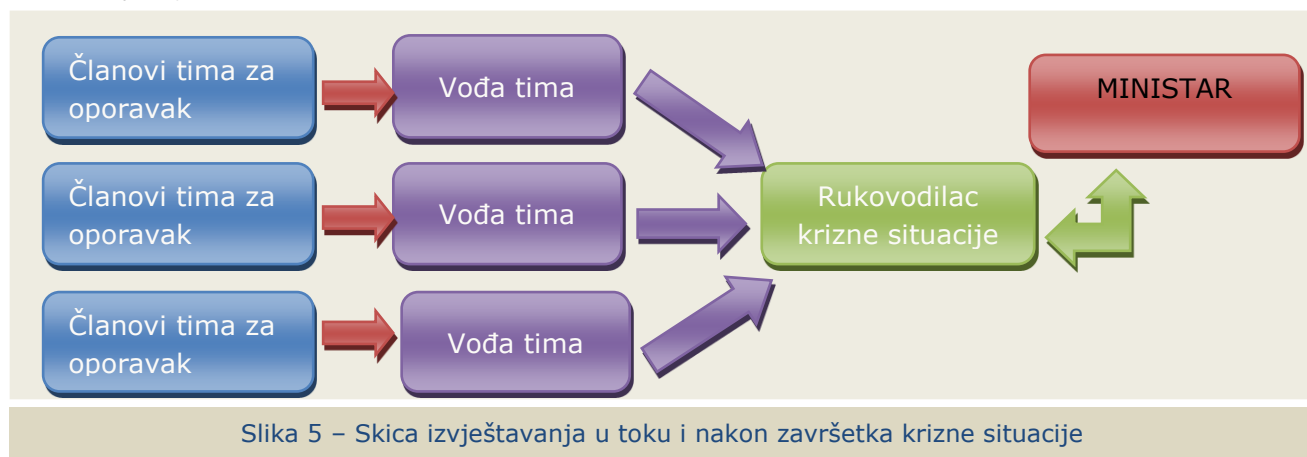 Članovi tima za
oporavak
Vođa tima
MINISTAR
Članovi tima za
oporavak
Vođa tima
Rukovodilac
krizne situacije
Članovi tima za
oporavak
Vođa tima
Slika 5 – Skica izvještavanja u toku i nakon završetka krizne situacije